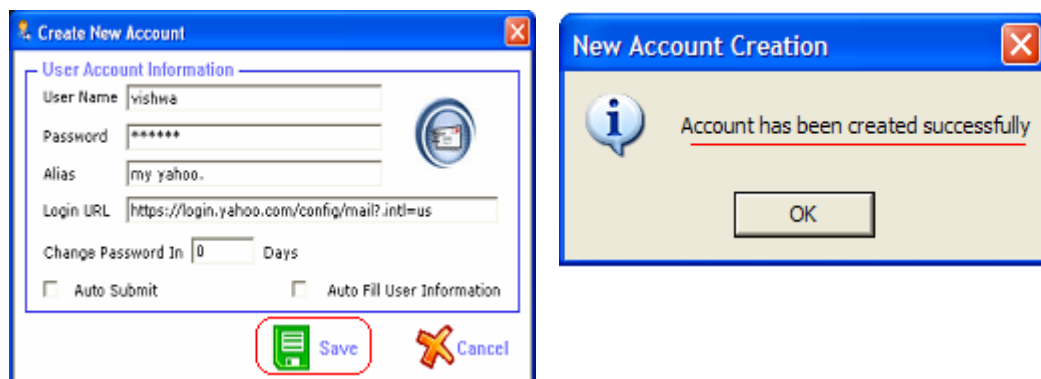 Create New Account
User Account Information
User Name vishwa
Password ******
Alias my yahoo.
Login URL https://login.yahoo.com/config/mail?.intl=us
Change Password In 0 Days
Auto Submit Auto Fill User Information
Save Cancel
New Account Creation
Account has been created successfully
OK